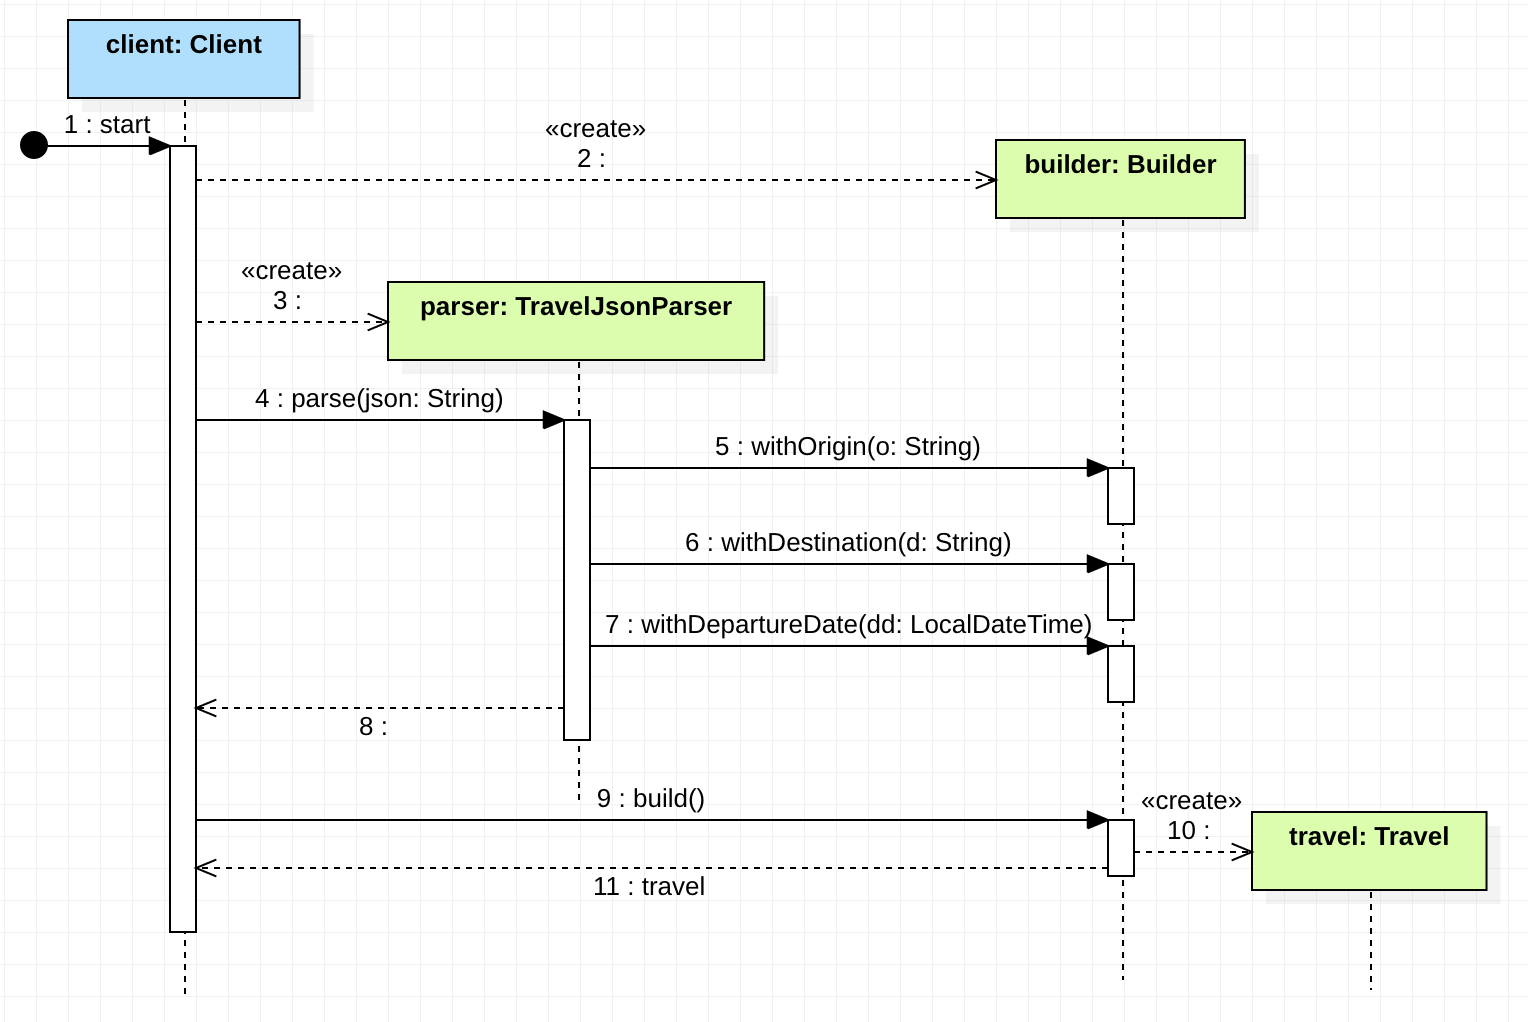 client: Client
1 : start
«create»
2 :
builder: Builder
«create»
3 :
parser: TravelJsonParser
4 : parse(json: String)
5 : withOrigin(o: String)
6 : withDestination(d: String)
7 : withDepartureDate(dd: LocalDateTime)
8 :
9 : build()
«create»
10 :
travel: Travel
11 : travel